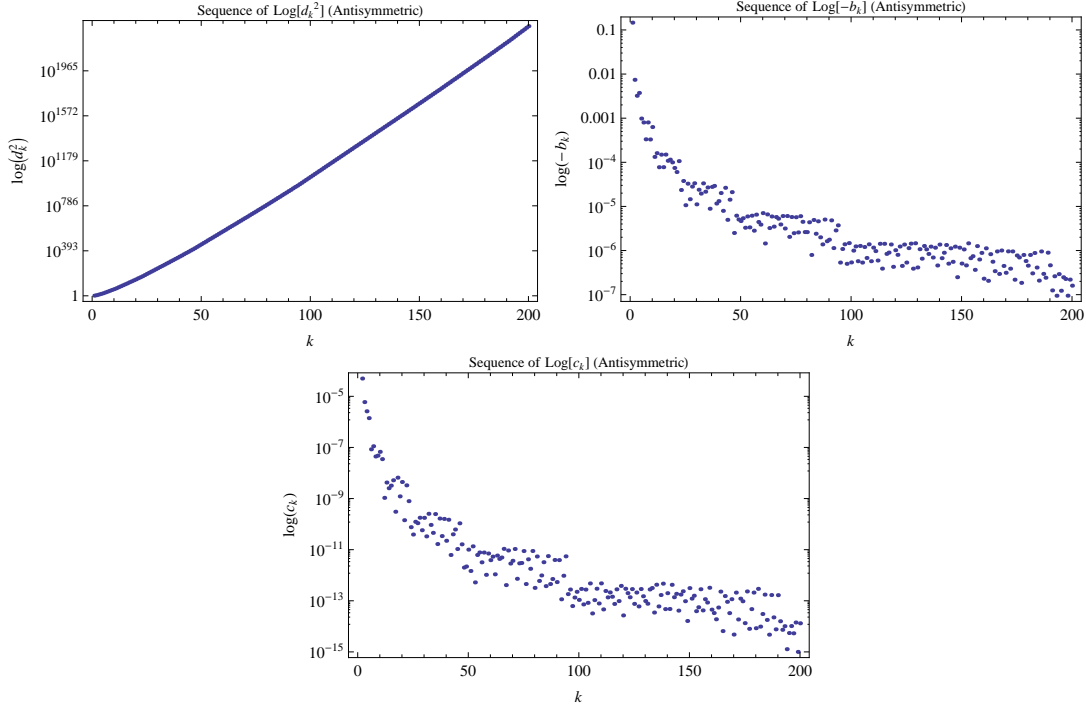 Sequence of Log[d_k^2] (Antisymmetric)
10^1965
10^1572
10^1179
10^786
10^393
1
log(d_k^2)
0 50 100 150 200
k
Sequence of Log[-b_k] (Antisymmetric)
0.1
0.01
0.001
10^-4
10^-5
10^-6
10^-7
log(-b_k)
0 50 100 150 200
k
Sequence of Log[c_k] (Antisymmetric)
10^-5
10^-7
10^-9
10^-11
10^-13
10^-15
log(c_k)
0 50 100 150 200
k